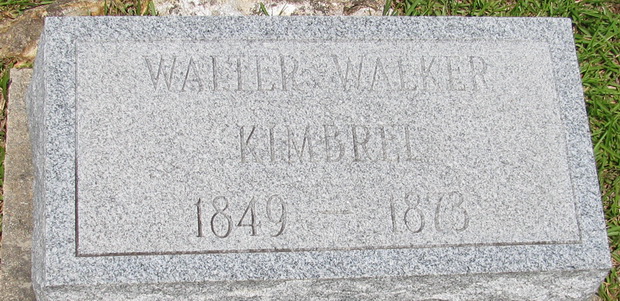 WALTER WALKER
KIMBREL
1849 — 1873